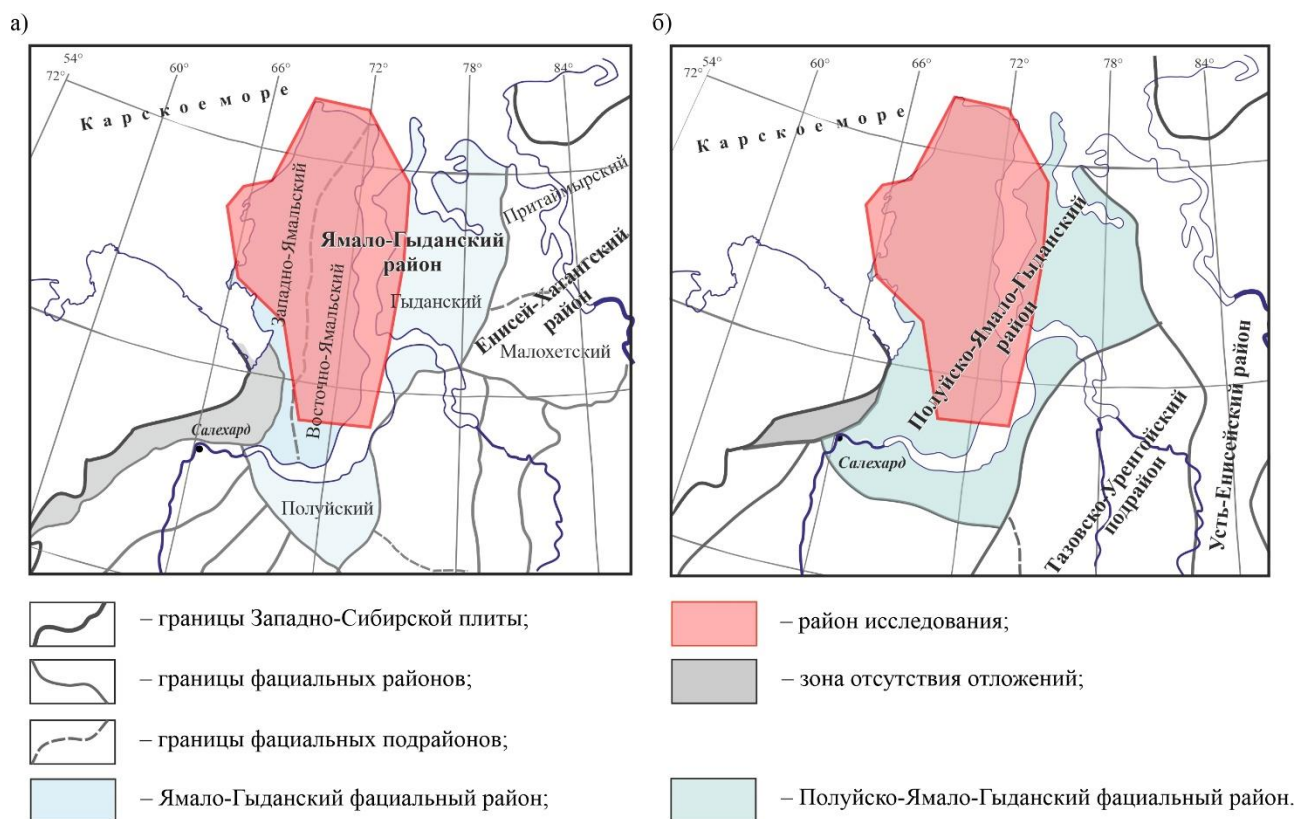 а)
54°
72°
60°
66°
72°
78°
84°
Карское море
Западно-Ямальский
Восточно-Ямальский
Ямало-Гыданский
район
Гыданский
Притаймырский
Енисей-Хатангский
район
Малохетский
Салехард
Полуйский
б)
54°
72°
60°
66°
72°
78°
84°
Карское море
Полуйско-Ямало-Гыданский
район
Салехард
Тазовско-Уренгойский
подрайон
Усть-Енисейский район
– границы Западно-Сибирской плиты;
– границы фациальных районов;
– границы фациальных подрайонов;
– Ямало-Гыданский фациальный район;
– район исследования;
– зона отсутствия отложений;
– Полуйско-Ямало-Гыданский фациальный район.